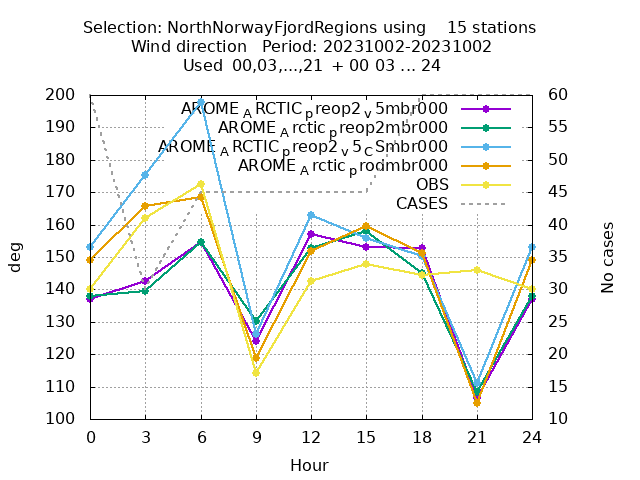 Selection: NorthNorwayFjordRegions using 15 stations
Wind direction Period: 20231002-20231002
Used 00,03,...,21 + 00 03 ... 24
200 60
190 55
180 50
170 45
160 40
150 35
140 30
130 25
120 20
110 15
100 10
AROME_ARCTIC_preop2_v5mbr000
AROME_Arctic_preop2mbr000
AROME_ARCTIC_preop2_v5_CSmbr000
AROME_Arctic_prodmbr000
OBS
CASES
deg
No cases
0 3 6 9 12 15 18 21 24
Hour